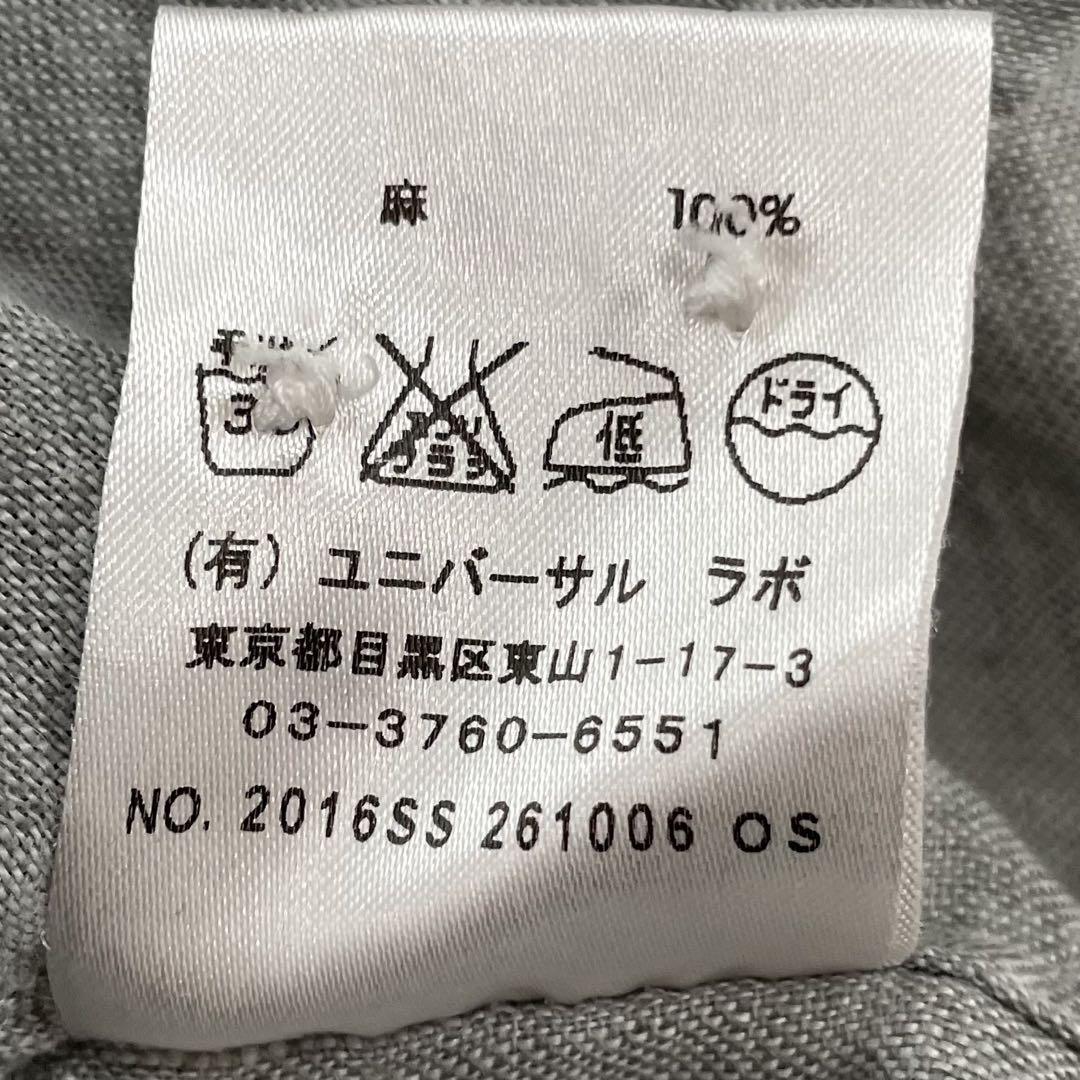 麻 100%
低 ドライ
(有) ユニバーサル ラボ
東京都目黒区東山1-17-3
03-3760-6551
NO. 2016SS 261006 OS